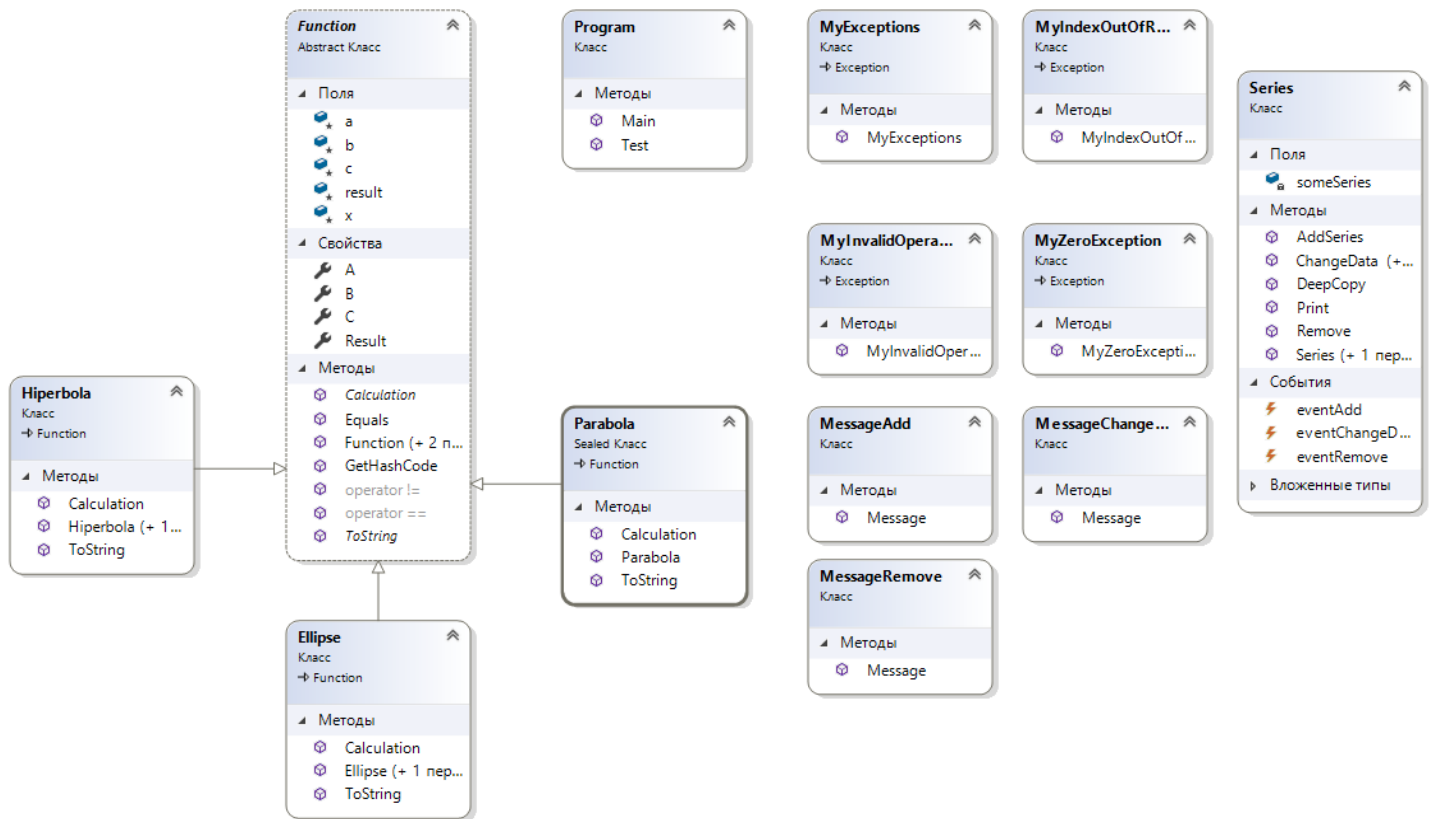 Function
Abstract Класс
Поля
a
b
c
result
x
Свойства
A
B
C
Result
Методы
Calculation
Equals
Function (+ 2 п...
GetHashCode
operator !=
operator ==
ToString
Program
Класс
Методы
Main
Test
MyExceptions
Класс
Exception
Методы
MyExceptions
MyIndexOutOfR...
Класс
Exception
Методы
MyIndexOutOf...
Series
Класс
Поля
someSeries
Методы
AddSeries
ChangeData (+...
DeepCopy
Print
Remove
Series (+ 1 пер...
События
eventAdd
eventChangeD...
eventRemove
Вложенные типы
MyInvalidOpera...
Класс
Exception
Методы
MyInvalidOper...
MyZeroException
Класс
Exception
Методы
MyZeroExcepti...
Hiperbola
Класс
Function
Методы
Calculation
Hiperbola (+ 1...
ToString
Parabola
Sealed Класс
Function
Методы
Calculation
Parabola
ToString
MessageAdd
Класс
Методы
Message
MessageChange...
Класс
Методы
Message
MessageRemove
Класс
Методы
Message
Ellipse
Класс
Function
Методы
Calculation
Ellipse (+ 1 пер...
ToString